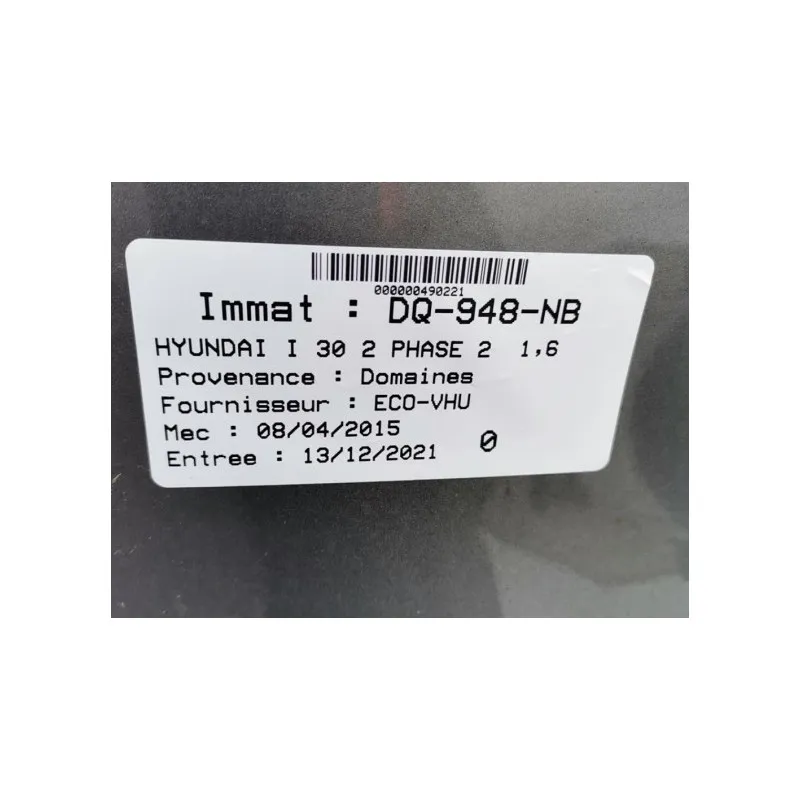 000000490221
Immat : DQ-948-NB
HYUNDAI I 30 2 PHASE 2 1,6
Provenance : Domaines
Fournisseur : ECO-VHU
Mec : 08/04/2015
Entree : 13/12/2021 0